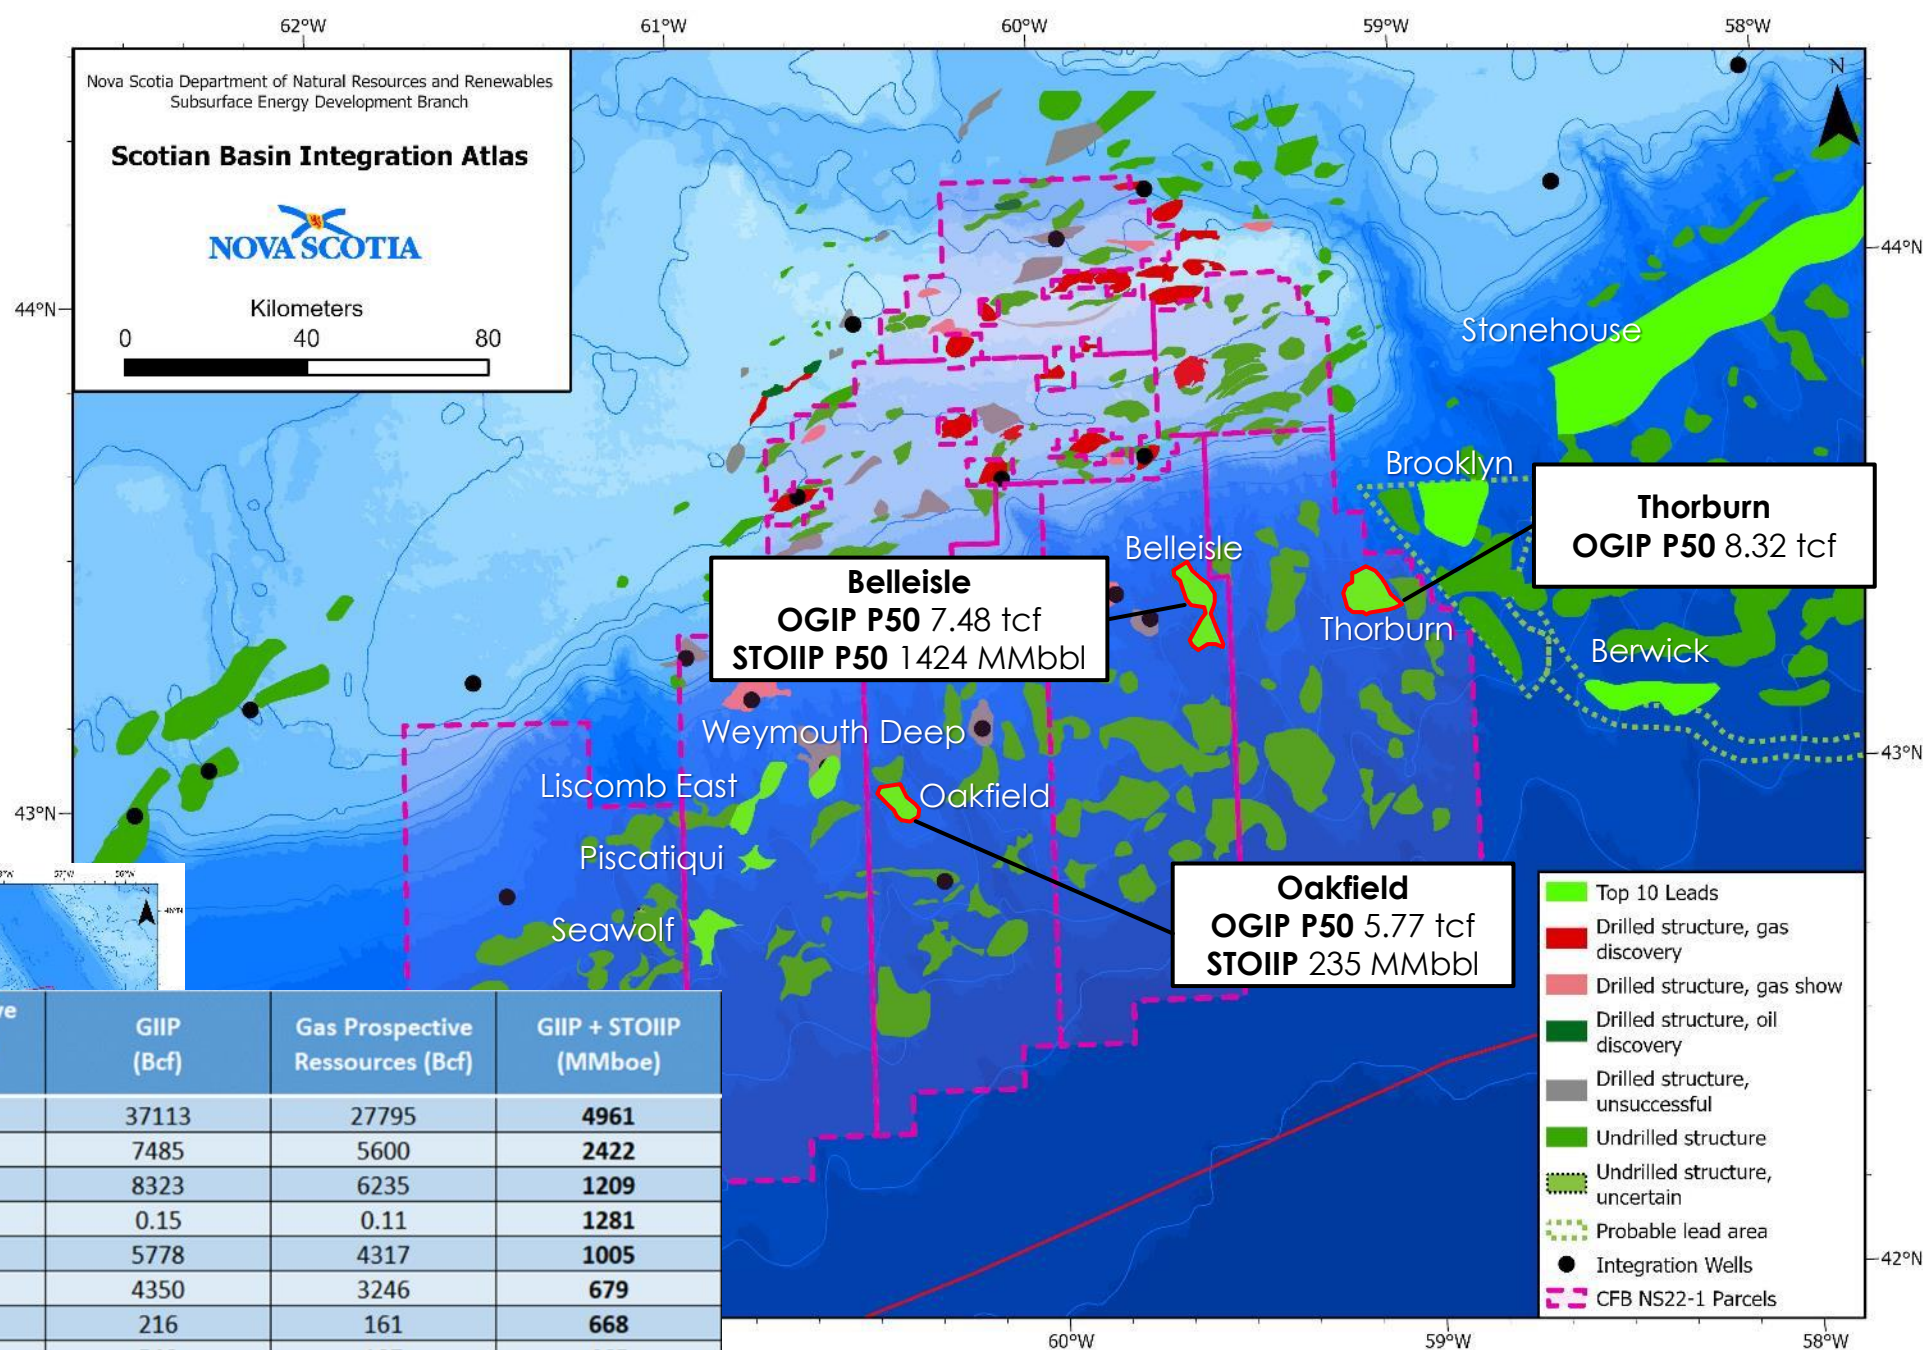 62°W
61°W
60°W
59°W
58°W
Nova Scotia Department of Natural Resources and Renewables
Subsurface Energy Development Branch
Scotian Basin Integration Atlas
NOVA SCOTIA
Kilometers
0 40 80
N
44°N
44°N
Stonehouse
Brooklyn
Thorburn
OGIP P50 8.32 tcf
Belleisle
Belleisle
OGIP P50 7.48 tcf
STOIIP P50 1424 MMbbl
Thorburn
Berwick
Weymouth Deep
43°N
Liscomb East
Oakfield
43°N
Piscatiqui
Oakfield
OGIP P50 5.77 tcf
STOIIP 235 MMbbl
Seawolf
Top 10 Leads
Drilled structure, gas
discovery
Drilled structure, gas show
Drilled structure, oil
discovery
Drilled structure,
unsuccessful
Undrilled structure
Undrilled structure,
uncertain
Probable lead area
Integration Wells
CFB NS22-1 Parcels
GIIP
(Bcf)
Gas Prospective
Ressources (Bcf)
GIIP + STOIIP
(MMboe)
37113 27795 4961
7485 5600 2422
8323 6235 1209
0.15 0.11 1281
5778 4317 1005
4350 3246 679
216 161 668
42°N
60°W
59°W
58°W